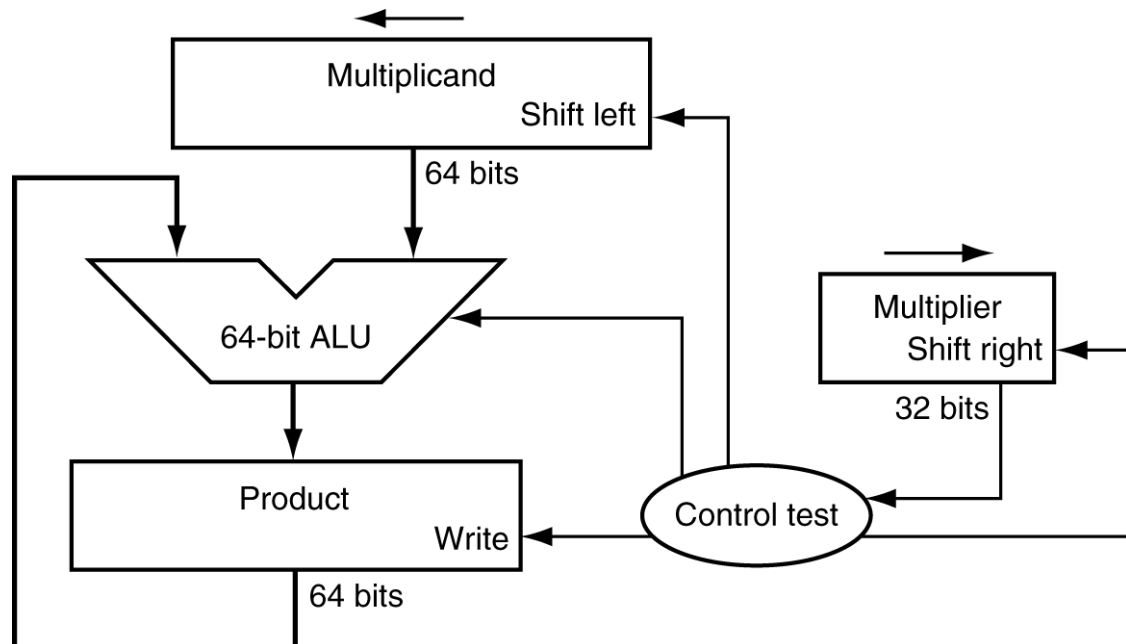 Multiplicand
Shift left
64 bits
64-bit ALU
Multiplier
Shift right
32 bits
Product
Write
64 bits
Control test